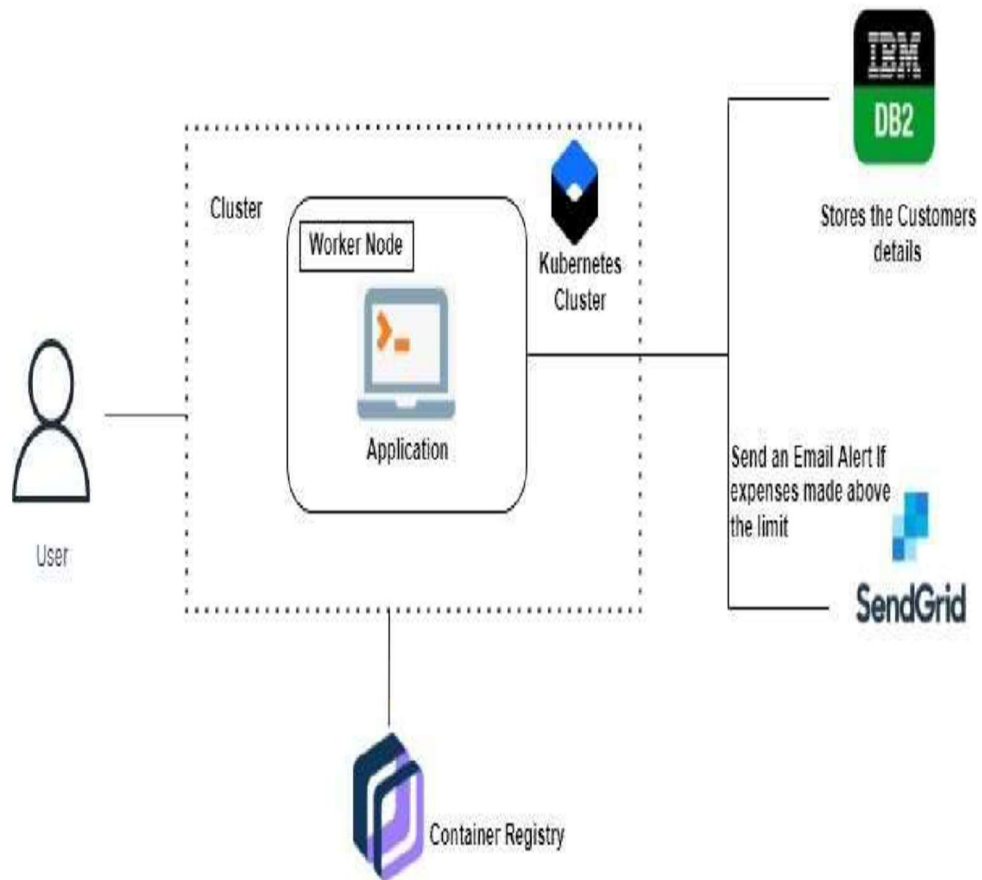 IBM
DB2
Stores the Customers
details
Cluster
Worker Node
Kubernetes
Cluster
Application
User
Send an Email Alert If
expenses made above
the limit
SendGrid
Container Registry